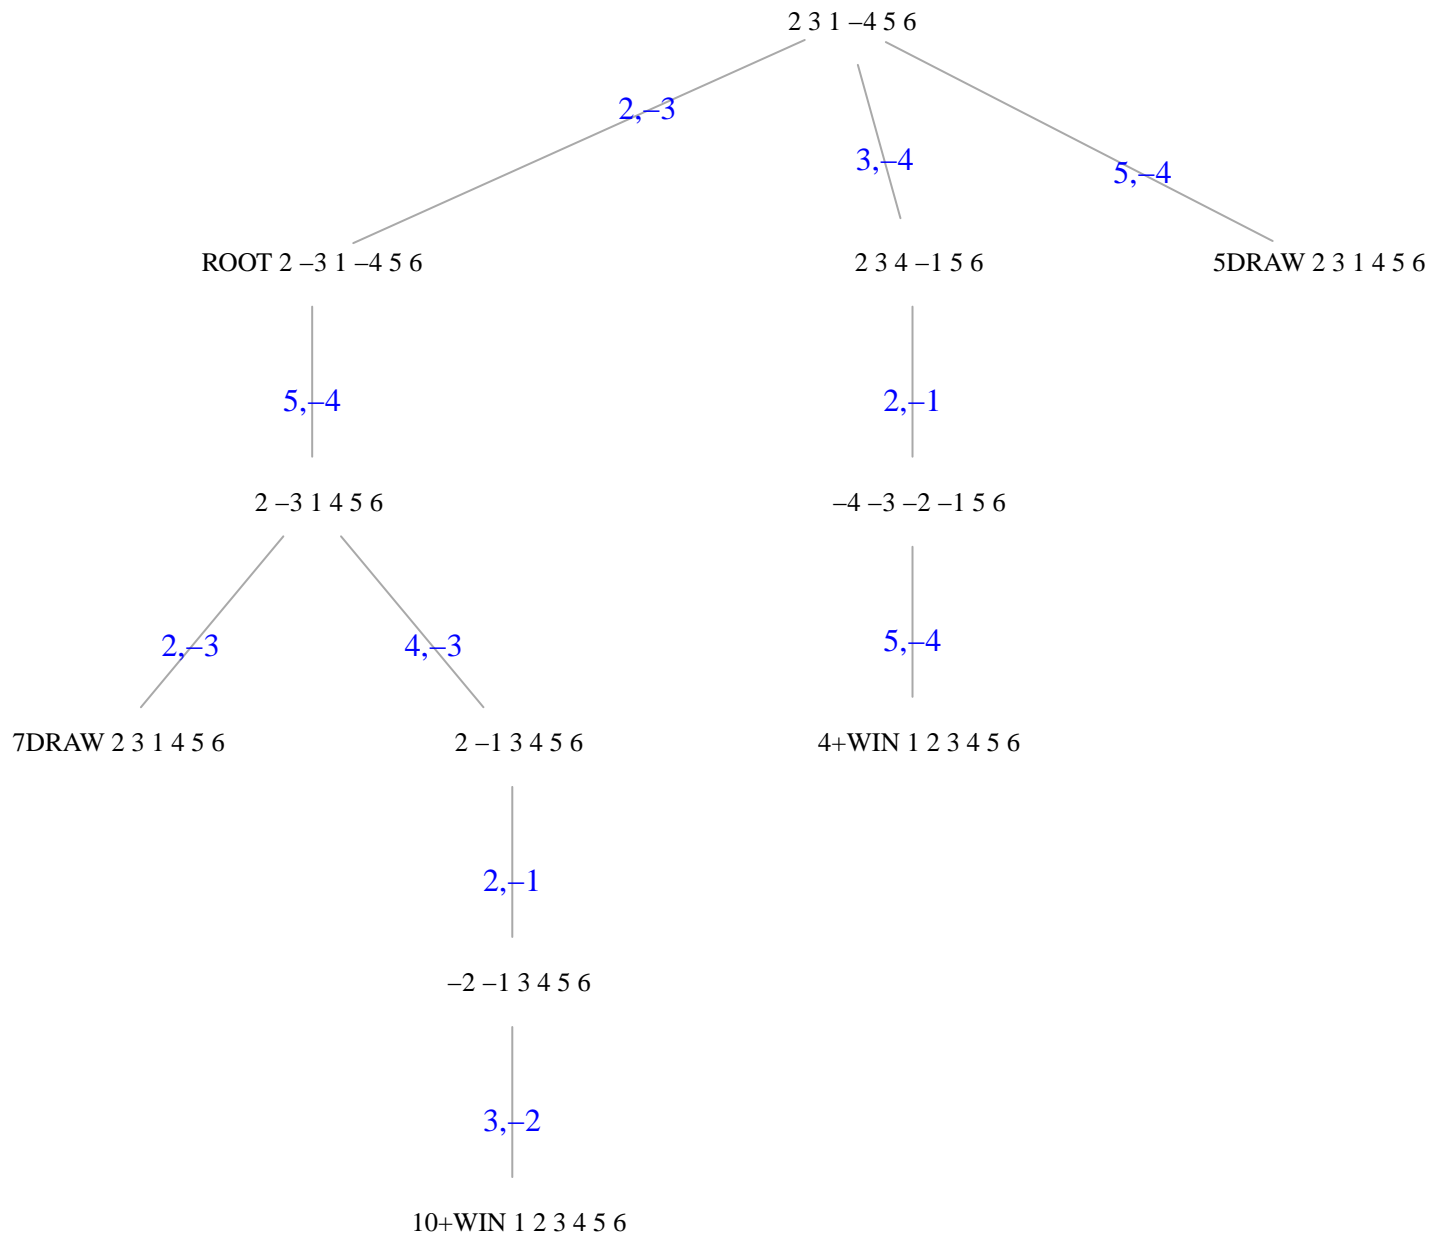 2 3 1 –4 5 6
2,–3
3,–4
5,–4
ROOT 2 –3 1 –4 5 6
2 3 4 –1 5 6
5DRAW 2 3 1 4 5 6
5,–4
2,–1
2 –3 1 4 5 6
–4 –3 –2 –1 5 6
2,–3
4,–3
5,–4
7DRAW 2 3 1 4 5 6
2 –1 3 4 5 6
4+WIN 1 2 3 4 5 6
2,–1
–2 –1 3 4 5 6
3,–2
10+WIN 1 2 3 4 5 6